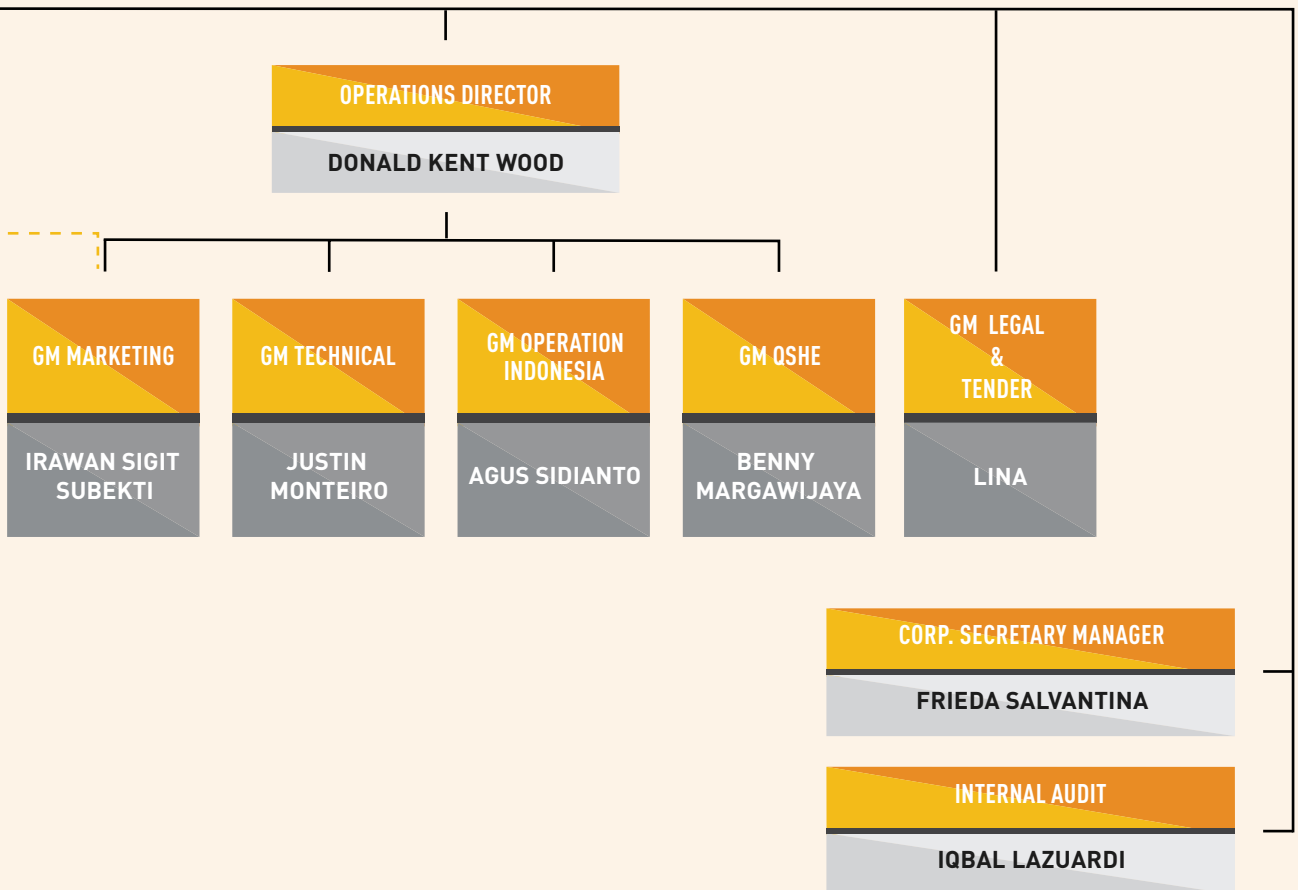 OPERATIONS DIRECTOR
DONALD KENT WOOD
GM MARKETING
IRAWAN SIGIT
SUBEKTI
GM TECHNICAL
JUSTIN
MONTEIRO
GM OPERATION
INDONESIA
AGUS SIDIANTO
GM QSHE
BENNY
MARGAWIJAYA
GM LEGAL
&
TENDER
LINA
CORP. SECRETARY MANAGER
FRIEDA SALVANTINA
INTERNAL AUDIT
IQBAL LAZUARDI